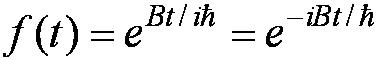 f(t) = e^{Bt/iħ} = e^{-iBt/ħ}